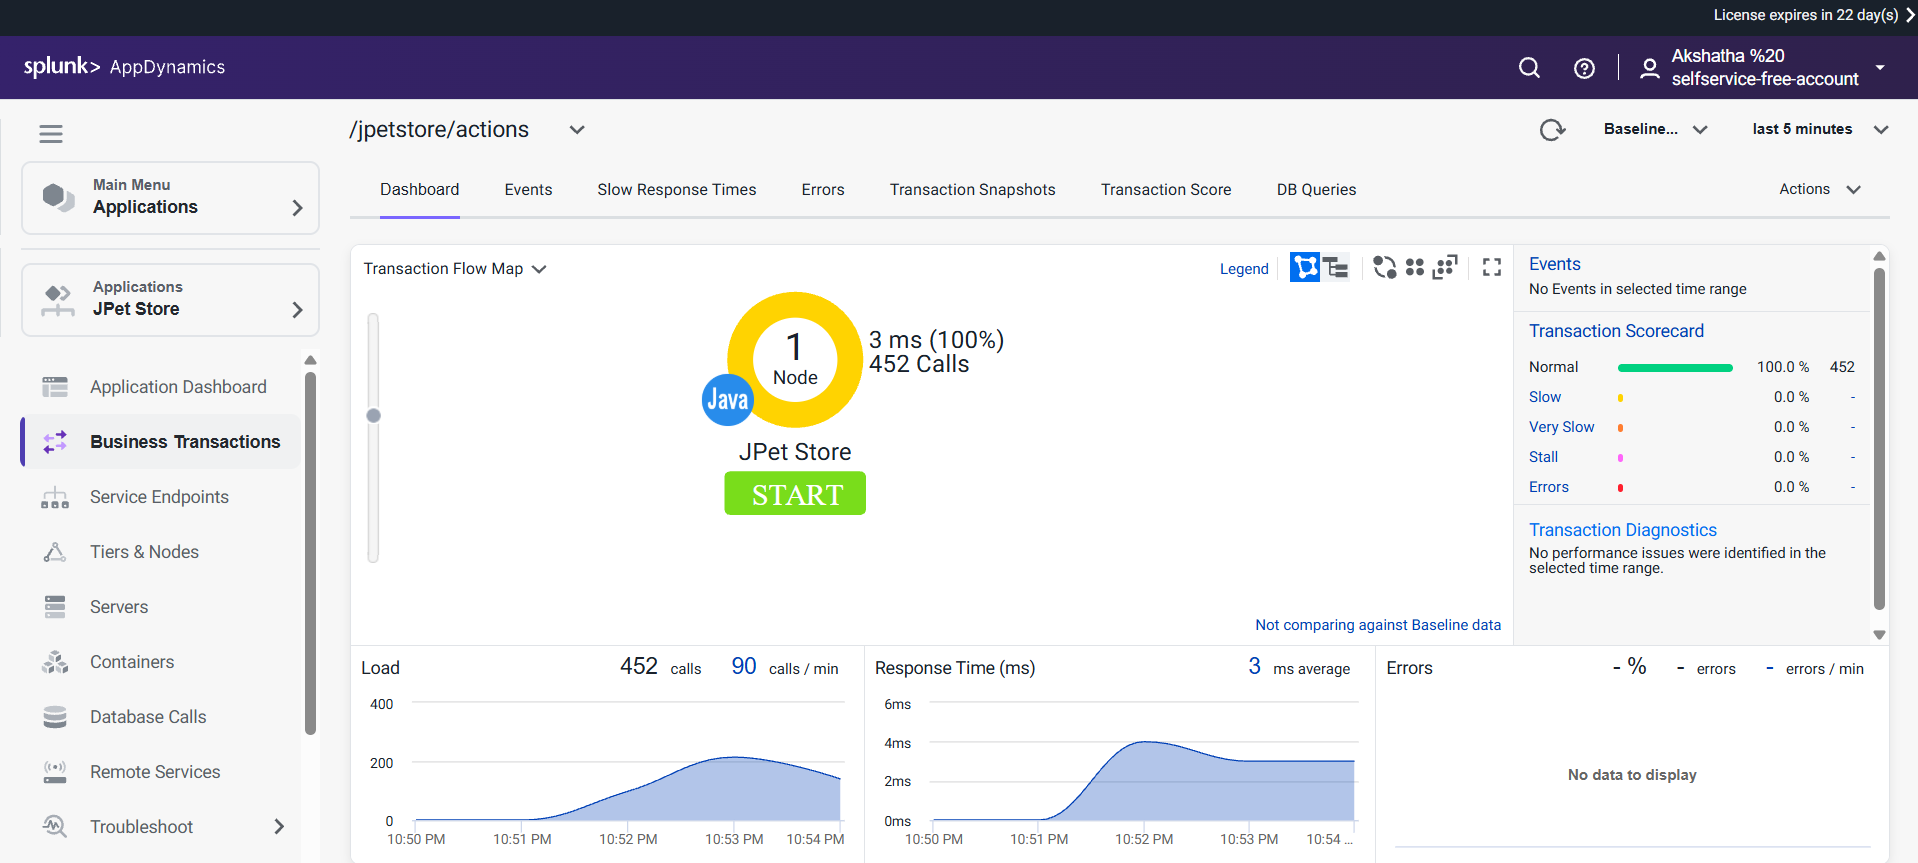 License expires in 22 day(s)
splunk> AppDynamics
Akshatha %20
selfservice-free-account
/jpetstore/actions
Baseline...
last 5 minutes
Main Menu
Applications
Applications
JPet Store
Application Dashboard
Business Transactions
Service Endpoints
Tiers & Nodes
Servers
Containers
Database Calls
Remote Services
Troubleshoot
Dashboard
Events
Slow Response Times
Errors
Transaction Snapshots
Transaction Score
DB Queries
Actions
Transaction Flow Map
Legend
1
Node
Java
3 ms (100%)
452 Calls
JPet Store
START
Not comparing against Baseline data
Events
No Events in selected time range
Transaction Scorecard
Normal 100.0 % 452
Slow 0.0 % -
Very Slow 0.0 % -
Stall 0.0 % -
Errors 0.0 % -
Transaction Diagnostics
No performance issues were identified in the
selected time range.
Load 452 calls 90 calls / min
400
200
0
10:50 PM 10:51 PM 10:52 PM 10:53 PM 10:54 PM
Response Time (ms) 3 ms average
6ms
4ms
2ms
0ms
10:50 PM 10:51 PM 10:52 PM 10:53 PM 10:54 ...
Errors - % - errors - errors / min
No data to display